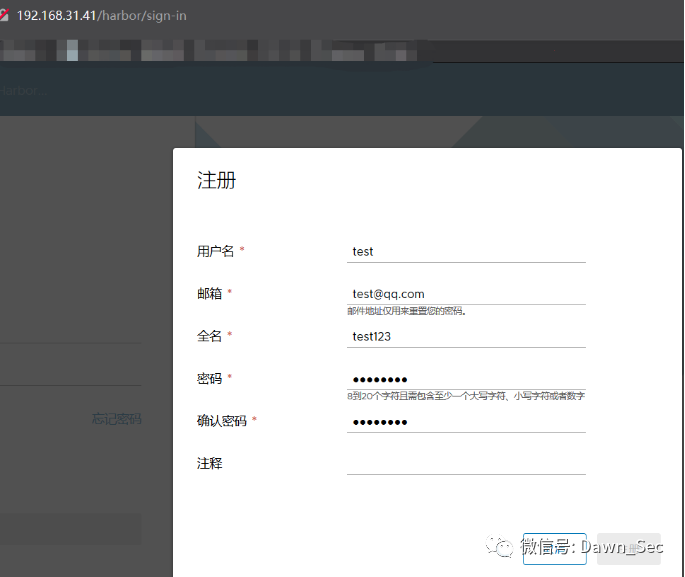 192.168.31.41/harbor/sign-in
Harbor...
注册
用户名 * test
邮箱 * test@qq.com
邮件地址仅用来重置您的密码。
全名 * test123
密码 * ●●●●●●●●
8到20个字符且需包含至少一个大写字符、小写字符或者数字
忘记密码
确认密码 * ●●●●●●●●
注释
微信号: Dawn_Sec